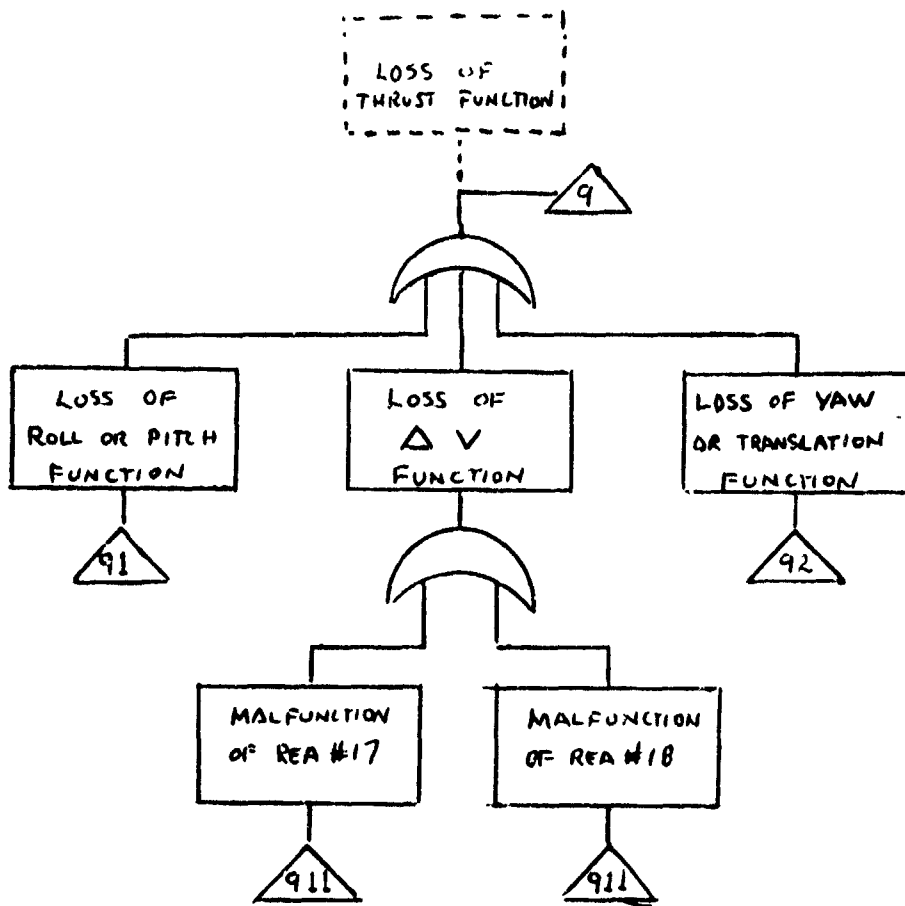 LOSS OF
THRUST FUNCTION
9
LOSS OF
ROLL OR PITCH
FUNCTION
LOSS OF
Δ V
FUNCTION
LOSS OF YAW
OR TRANSLATION
FUNCTION
91
92
MALFUNCTION
OF REA #17
MALFUNCTION
OF REA #18
911
911